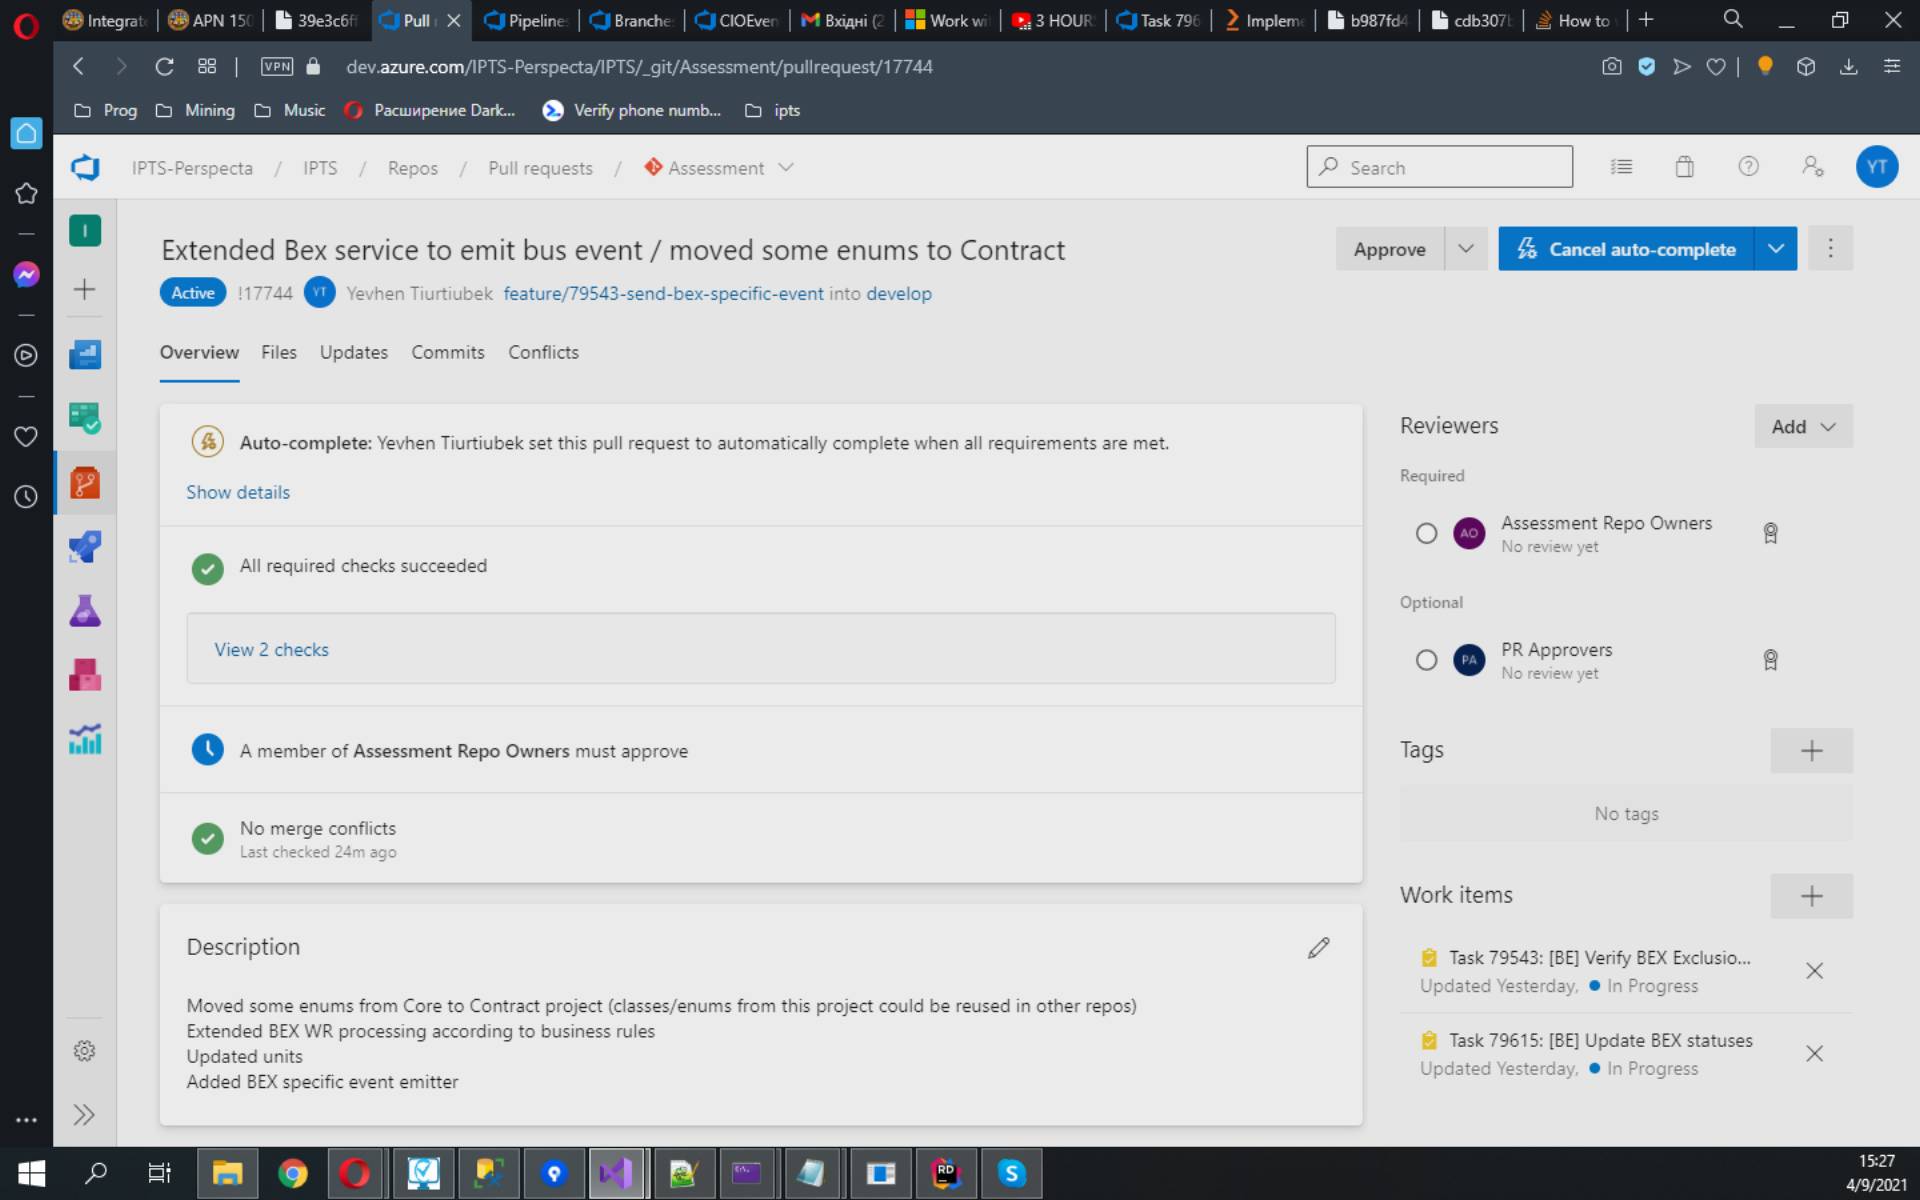 Integrat
APN 150
39e3c6ff
Pull
Pipelines
Branche
CIOEven
Вхідні (2
Work wi
3 HOUR
Task 796
Impleme
b987fd4
cdb307b
How to
VPN
dev.azure.com/IPTS-Perspecta/IPTS/_git/Assessment/pullrequest/17744
Prog
Mining
Music
Расширение Dark...
Verify phone numb...
ipts
IPTS-Perspecta / IPTS / Repos / Pull requests / Assessment
Search
YT
I
Extended Bex service to emit bus event / moved some enums to Contract
Approve
Cancel auto-complete
Active !17744 YT Yevhen Tiurtiubek feature/79543-send-bex-specific-event into develop
Overview Files Updates Commits Conflicts
Auto-complete: Yevhen Tiurtiubek set this pull request to automatically complete when all requirements are met.
Show details
All required checks succeeded
View 2 checks
A member of Assessment Repo Owners must approve
No merge conflicts
Last checked 24m ago
Description
Moved some enums from Core to Contract project (classes/enums from this project could be reused in other repos)
Extended BEX WR processing according to business rules
Updated units
Added BEX specific event emitter
Reviewers
Add
Required
AO
Assessment Repo Owners
No review yet
Optional
PA
PR Approvers
No review yet
Tags
No tags
Work items
Task 79543: [BE] Verify BEX Exclusio...
Updated Yesterday, In Progress
Task 79615: [BE] Update BEX statuses
Updated Yesterday, In Progress
RD
S
15:27
4/9/2021